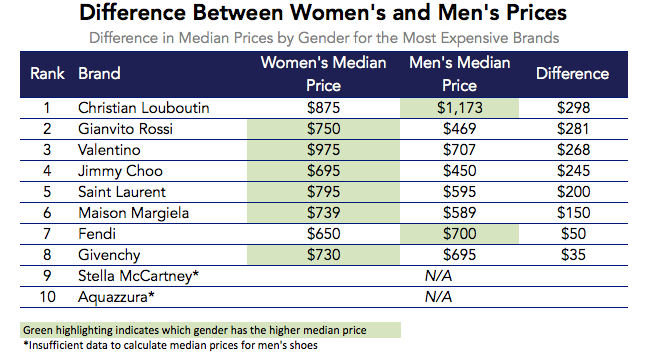 Difference Between Women's and Men's Prices
Difference in Median Prices by Gender for the Most Expensive Brands
Rank Brand Women's Median Price Men's Median Price Difference
1 Christian Louboutin $875 $1,173 $298
2 Gianvito Rossi $750 $469 $281
3 Valentino $975 $707 $268
4 Jimmy Choo $695 $450 $245
5 Saint Laurent $795 $595 $200
6 Maison Margiela $739 $589 $150
7 Fendi $650 $700 $50
8 Givenchy $730 $695 $35
9 Stella McCartney* N/A
10 Aquazzura* N/A
Green highlighting indicates which gender has the higher median price
*Insufficient data to calculate median prices for men's shoes